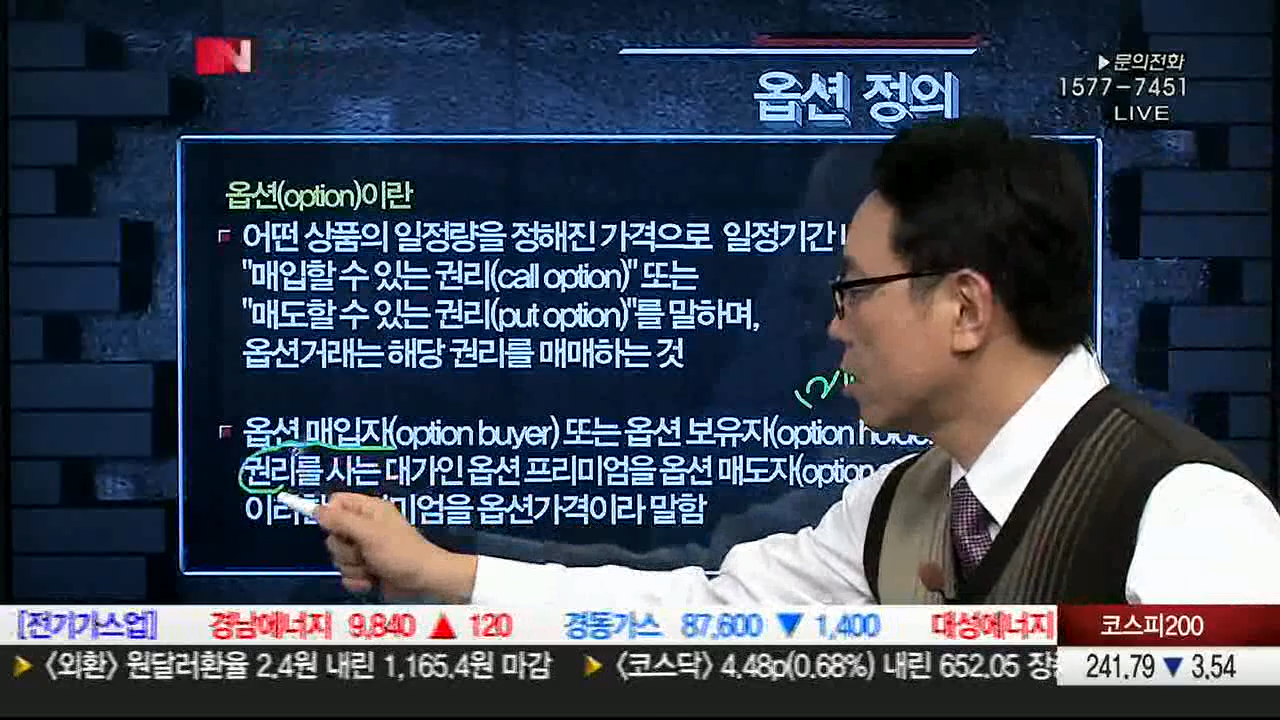 N
▶문의전화
1577-7451
LIVE
옵션 정의
옵션(option)이란
어떤 상품의 일정량을 정해진 가격으로 일정기간
"매입할 수 있는 권리(call option)" 또는
"매도할 수 있는 권리(put option)"를 말하며,
옵션거래는 해당 권리를 매매하는 것
옵션 매입자(option buyer) 또는 옵션 보유자(option
권리를 사는 대가인 옵션 프리미엄을 옵션 매도자(option
옵션가격이라 말함
[전기가스업] 경남에너지 9,840 ▲ 120 경동가스 87,600 ▼ 1,400 대성에너지
코스피200
〈외환〉 원달러환율 2.4원 내린 1,165.4원 마감 〈코스닥〉 4.48p(0.68%) 내린 652.05
241.79 ▼ 3.54